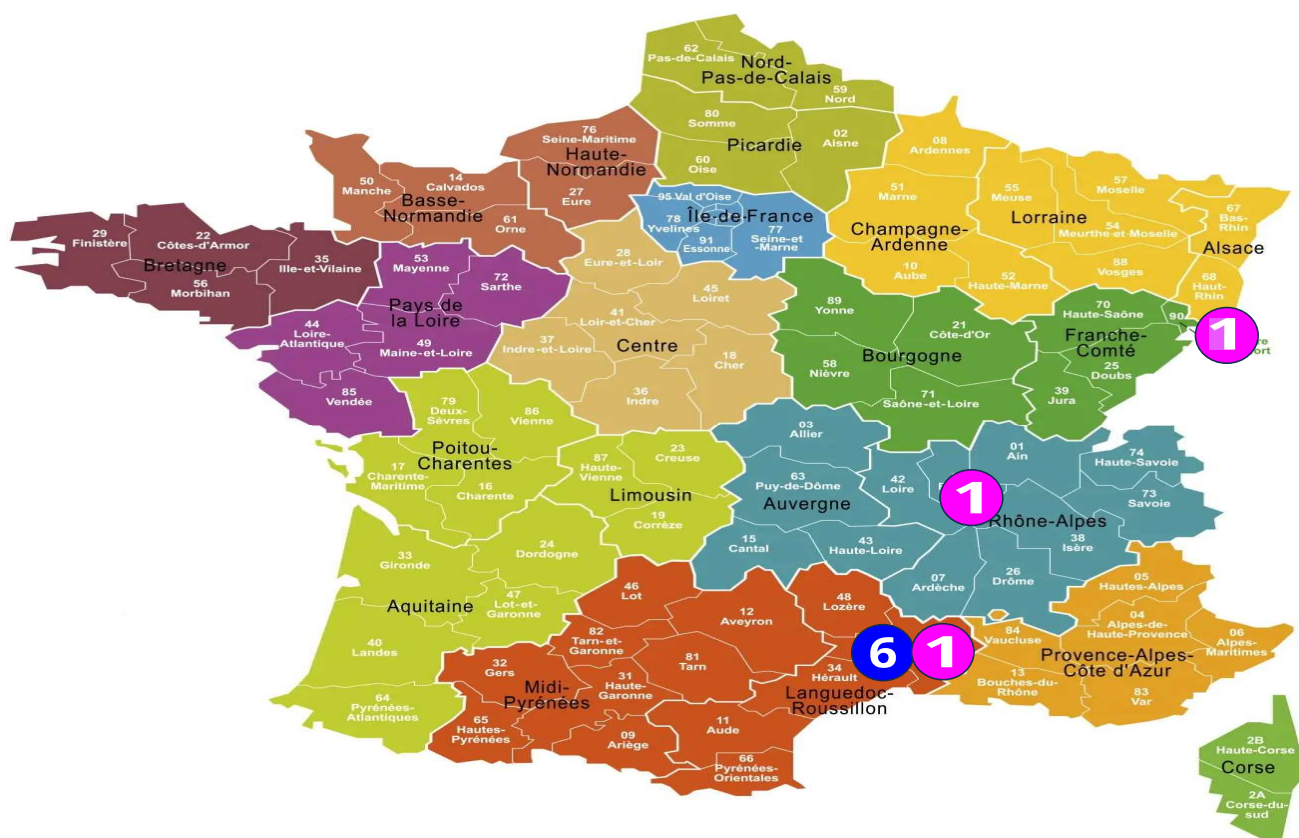 62
Pas-de-Calais
Nord-
Pas-de-Calais
59
Nord
80
Somme
Picardie
02
Aisne
60
Oise
76
Seine-Maritime
Haute-
Normandie
27
Eure
50
Manche
14
Calvados
Basse-
Normandie
61
Orne
08
Ardennes
51
Marne
Champagne-
Ardenne
10
Aube
52
Haute-Marne
55
Meuse
57
Moselle
Lorraine
54
Meurthe-et-Moselle
88
Vosges
67
Bas-
Rhin
Alsace
68
Haut-
Rhin
95 Val d'Oise
Île-de-France
78
Yvelines
91
Essonne
77
Seine-et
-Marne
29
Finistère
22
Côtes-d'Armor
Bretagne
35
Ille-et-Vilaine
56
Morbihan
53
Mayenne
72
Sarthe
Pays de
la Loire
44
Loire-
Atlantique
49
Maine-et-Loire
85
Vendée
28
Eure-et-Loir
45
Loiret
41
Loir-et-Cher
37
Indre-et-Loire
Centre
18
Cher
36
Indre
89
Yonne
21
Côte-d'Or
Bourgogne
58
Nièvre
71
Saône-et-Loire
70
Haute-Saône
90
1
Franche-
Comté
25
Doubs
39
Jura
79
Deux-
Sèvres
86
Vienne
Poitou-
Charentes
17
Charente-
Maritime
16
Charente
87
Haute-
Vienne
23
Creuse
Limousin
19
Corrèze
03
Allier
63
Puy-de-Dôme
Auvergne
15
Cantal
43
Haute-Loire
42
Loire
01
Ain
1
Rhône-Alpes
74
Haute-Savoie
73
Savoie
38
Isère
07
Ardèche
26
Drôme
33
Gironde
24
Dordogne
47
Lot-et-
Garonne
Aquitaine
40
Landes
64
Pyrénées-
Atlantiques
46
Lot
12
Aveyron
82
Tarn-et-
Garonne
32
Gers
81
Tarn
31
Haute-
Garonne
Midi-
Pyrénées
65
Hautes-
Pyrénées
09
Ariège
48
Lozère
6
1
34
Hérault
Languedoc-
Roussillon
11
Aude
66
Pyrénées-
Orientales
05
Hautes-Alpes
84
Vaucluse
04
Alpes-de-
Haute-Provence
06
Alpes-
Maritimes
Provence-Alpes-
Côte d'Azur
13
Bouches-du-
Rhône
83
Var
2B
Haute-Corse
Corse
2A
Corse-du-
sud